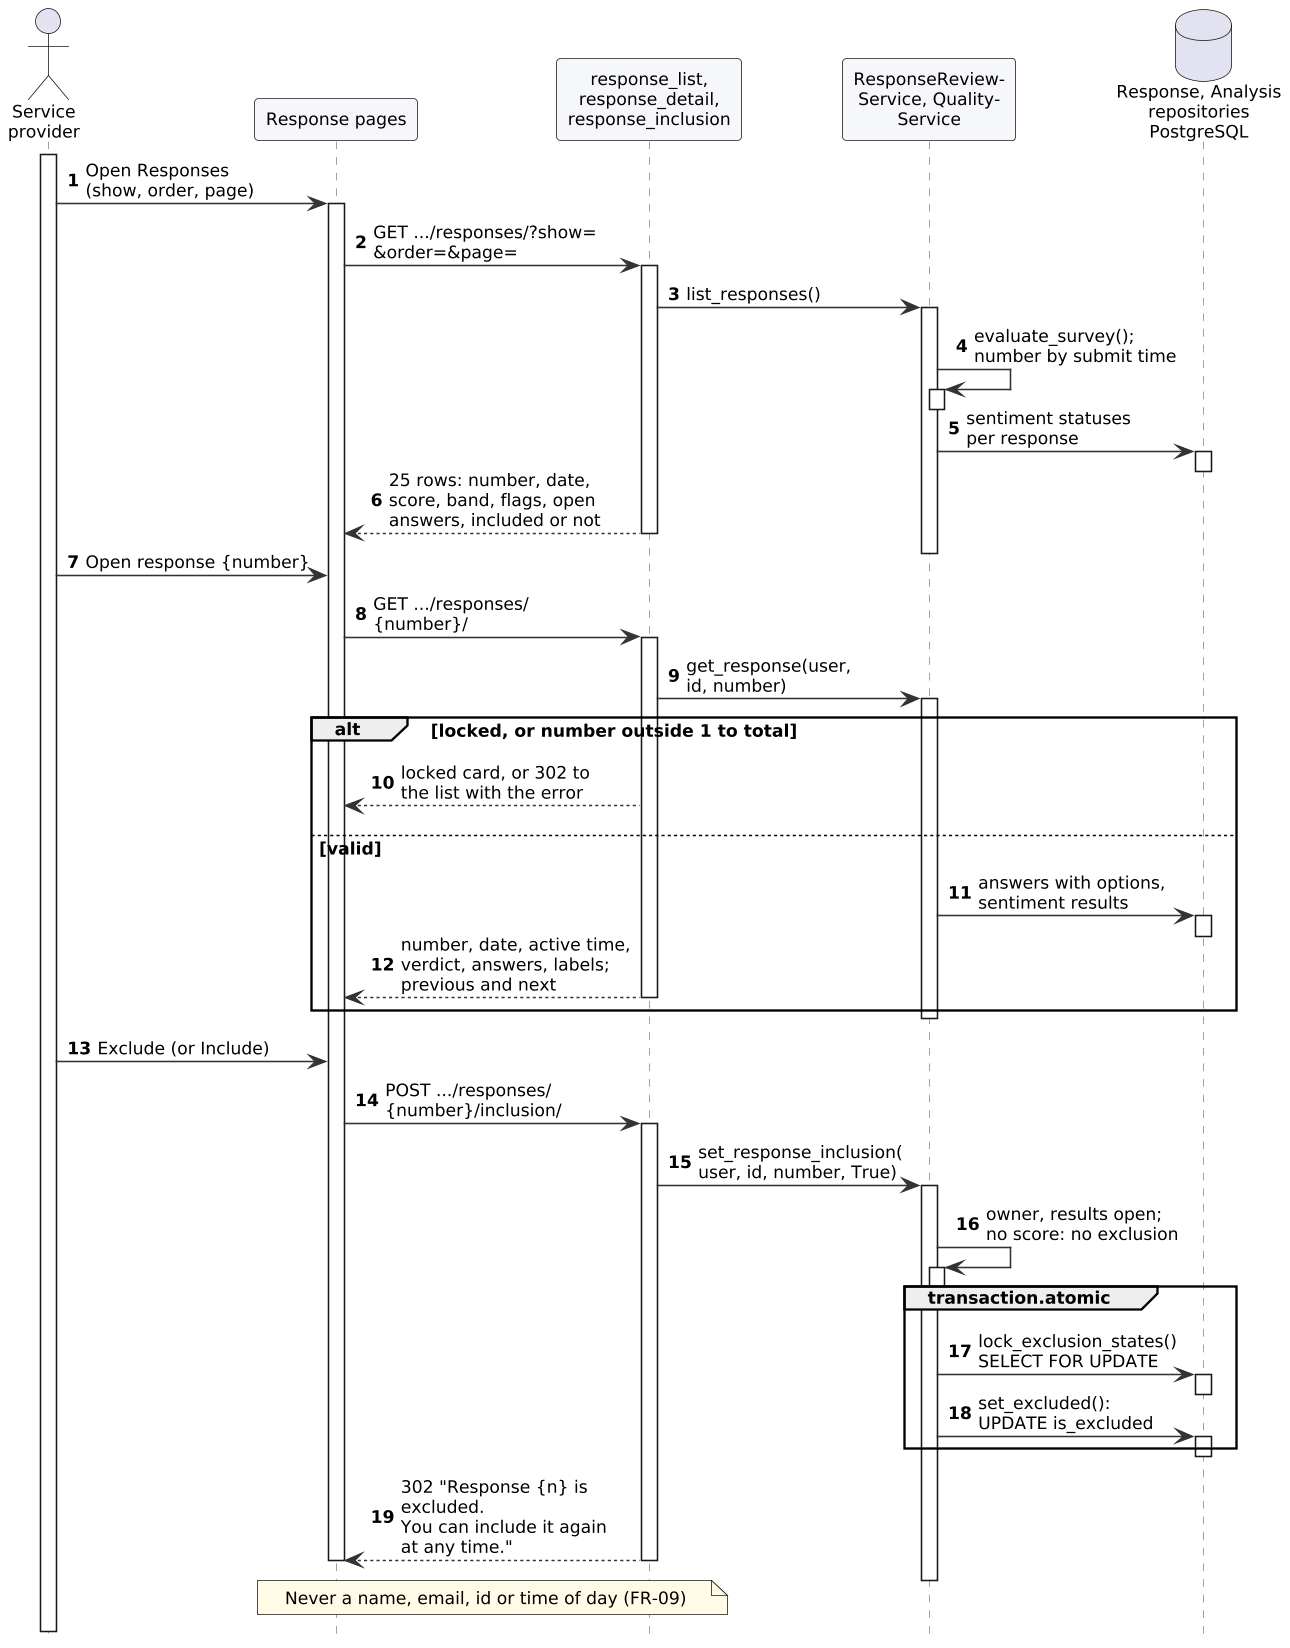 Service
provider
Response pages
response_list,
response_detail,
response_inclusion
ResponseReview-
Service, Quality-
Service
Response, Analysis
repositories
PostgreSQL
1 Open Responses
(show, order, page)
2 GET .../responses/?show=
&order=&page=
3 list_responses()
4 evaluate_survey();
number by submit time
5 sentiment statuses
per response
6 25 rows: number, date,
score, band, flags, open
answers, included or not
7 Open response {number}
8 GET .../responses/
{number}/
9 get_response(user,
id, number)
alt [locked, or number outside 1 to total]
10 locked card, or 302 to
the list with the error
[valid]
11 answers with options,
sentiment results
12 number, date, active time,
verdict, answers, labels;
previous and next
13 Exclude (or Include)
14 POST .../responses/
{number}/inclusion/
15 set_response_inclusion(
user, id, number, True)
16 owner, results open;
no score: no exclusion
transaction.atomic
17 lock_exclusion_states()
SELECT FOR UPDATE
18 set_excluded():
UPDATE is_excluded
19 302 "Response {n} is
excluded.
You can include it again
at any time."
Never a name, email, id or time of day (FR-09)